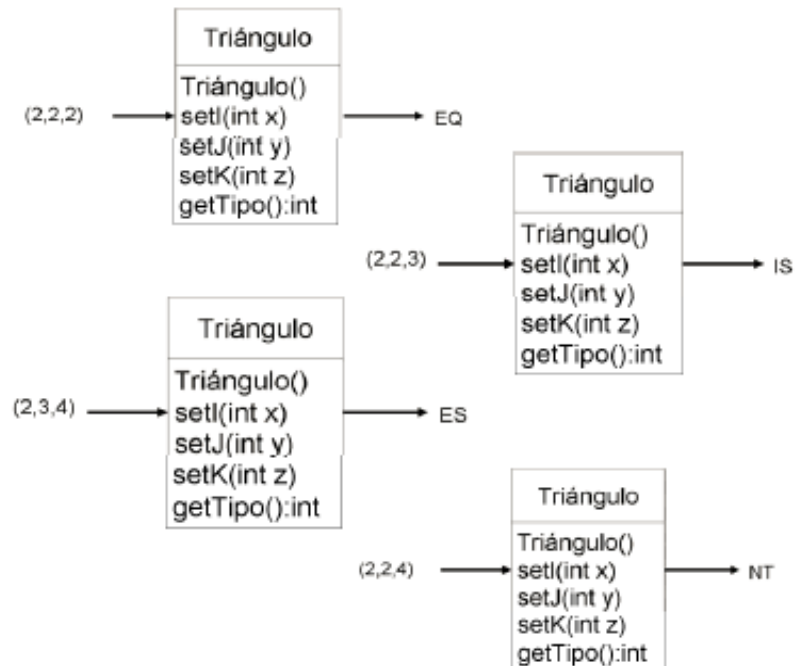 Triángulo
(2,2,2)
Triángulo()
setI(int x)
setJ(int y)
setK(int z)
getTipo():int
EQ
Triángulo
(2,2,3)
Triángulo()
setI(int x)
setJ(int y)
setK(int z)
getTipo():int
IS
Triángulo
(2,3,4)
Triángulo()
setI(int x)
setJ(int y)
setK(int z)
getTipo():int
ES
Triángulo
(2,2,4)
Triángulo()
setI(int x)
setJ(int y)
setK(int z)
getTipo():int
NT